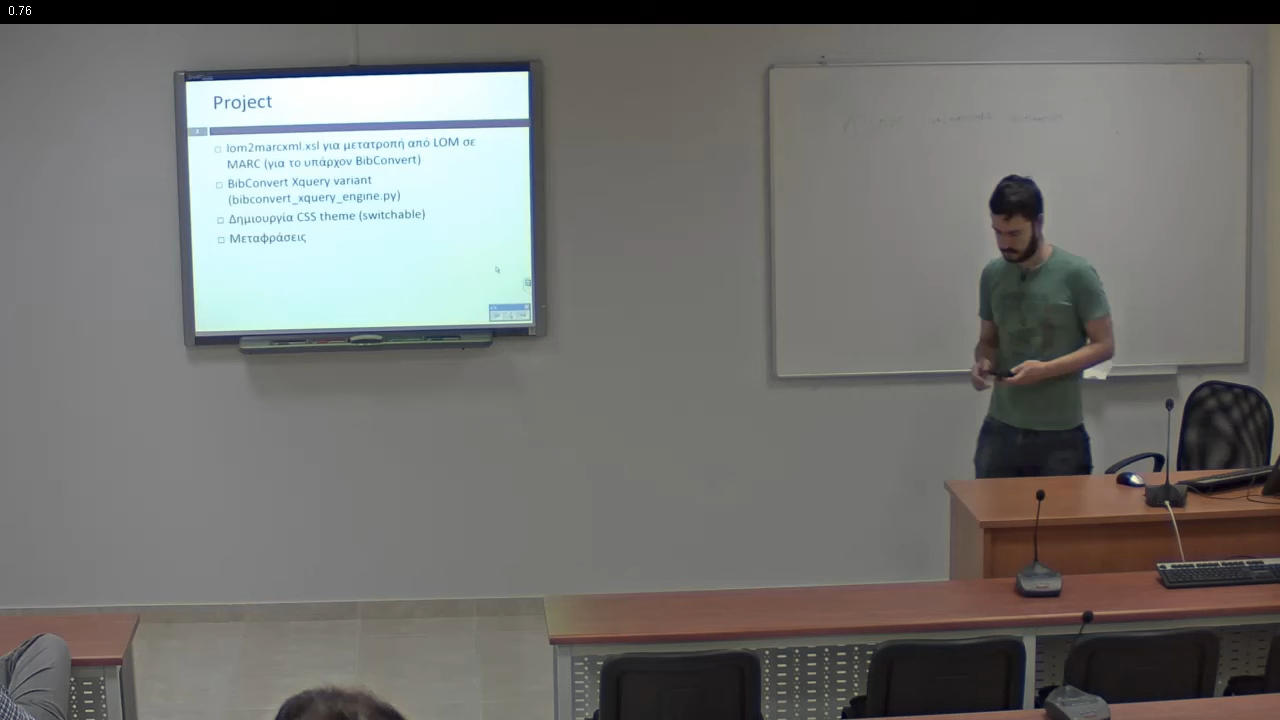 0.76
Project
lom2marcxml.xsl για μετατροπή από LOM σε
MARC (για το υπάρχον BibConvert)
BibConvert Xquery variant
(bibconvert_xquery_engine.py)
Δημιουργία CSS theme (switchable)
Μεταφράσεις